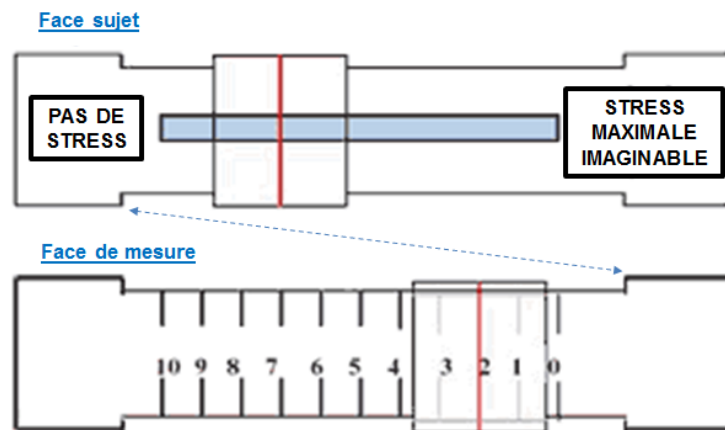 Face sujet
PAS DE
STRESS
STRESS
MAXIMALE
IMAGINABLE
Face de mesure
10 9 8 7 6 5 4 3 2 1 0